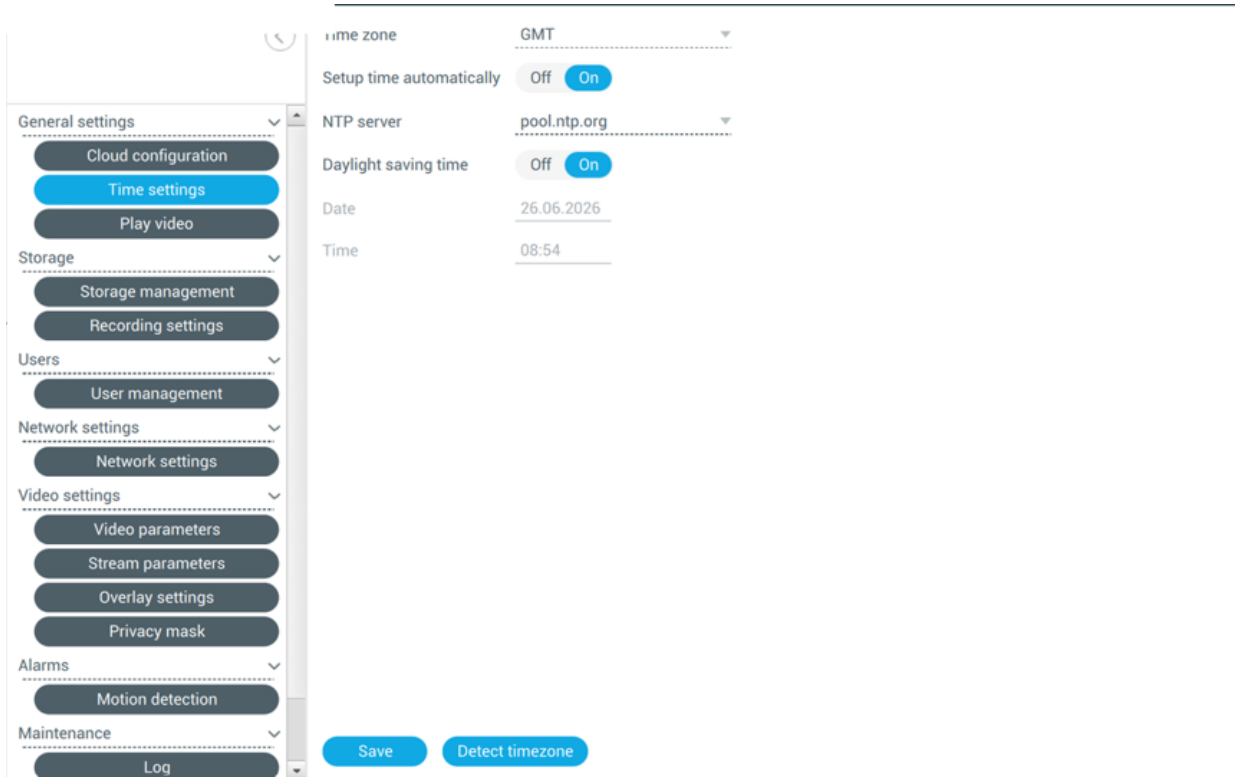 Time zone GMT
Setup time automatically Off On
General settings
NTP server pool.ntp.org
Cloud configuration
Daylight saving time Off On
Time settings
Date 26.06.2026
Play video
Time 08:54
Storage
Storage management
Recording settings
Users
User management
Network settings
Network settings
Video settings
Video parameters
Stream parameters
Overlay settings
Privacy mask
Alarms
Motion detection
Maintenance
Log
Save Detect timezone